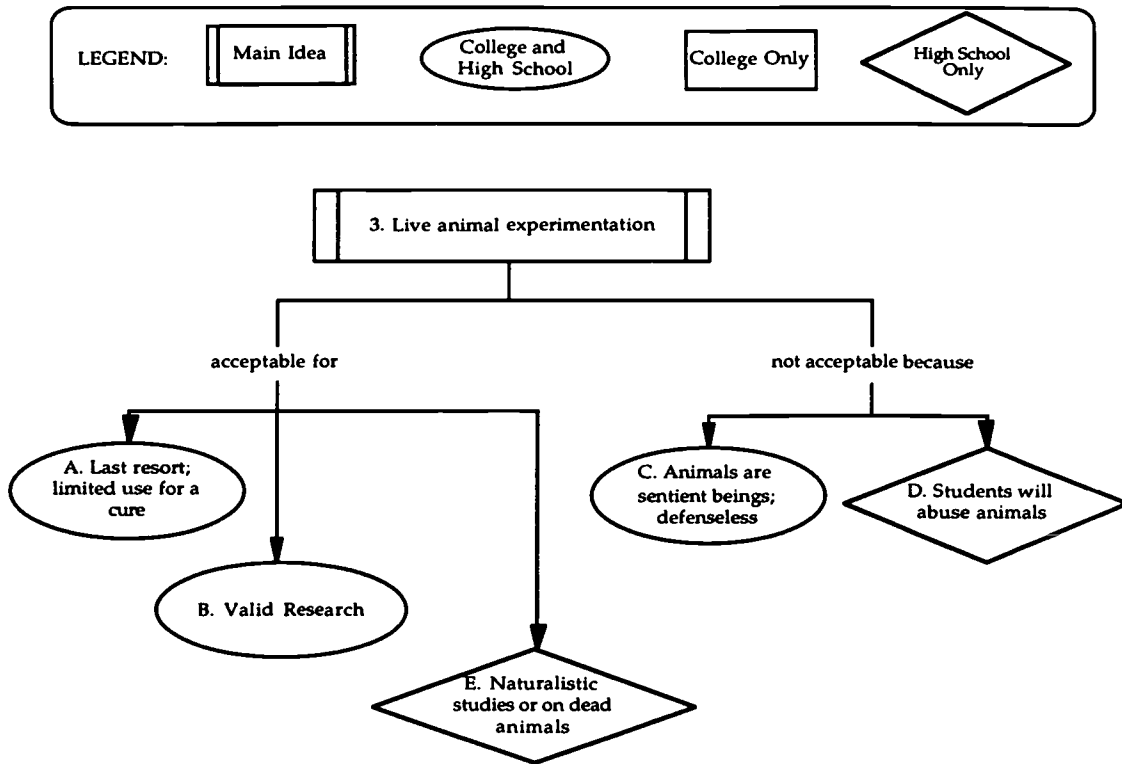 LEGEND:
Main Idea
College and
High School
College Only
High School
Only
3. Live animal experimentation
acceptable for
not acceptable because
A. Last resort;
limited use for a
cure
B. Valid Research
E. Naturalistic
studies or on dead
animals
C. Animals are
sentient beings;
defenseless
D. Students will
abuse animals